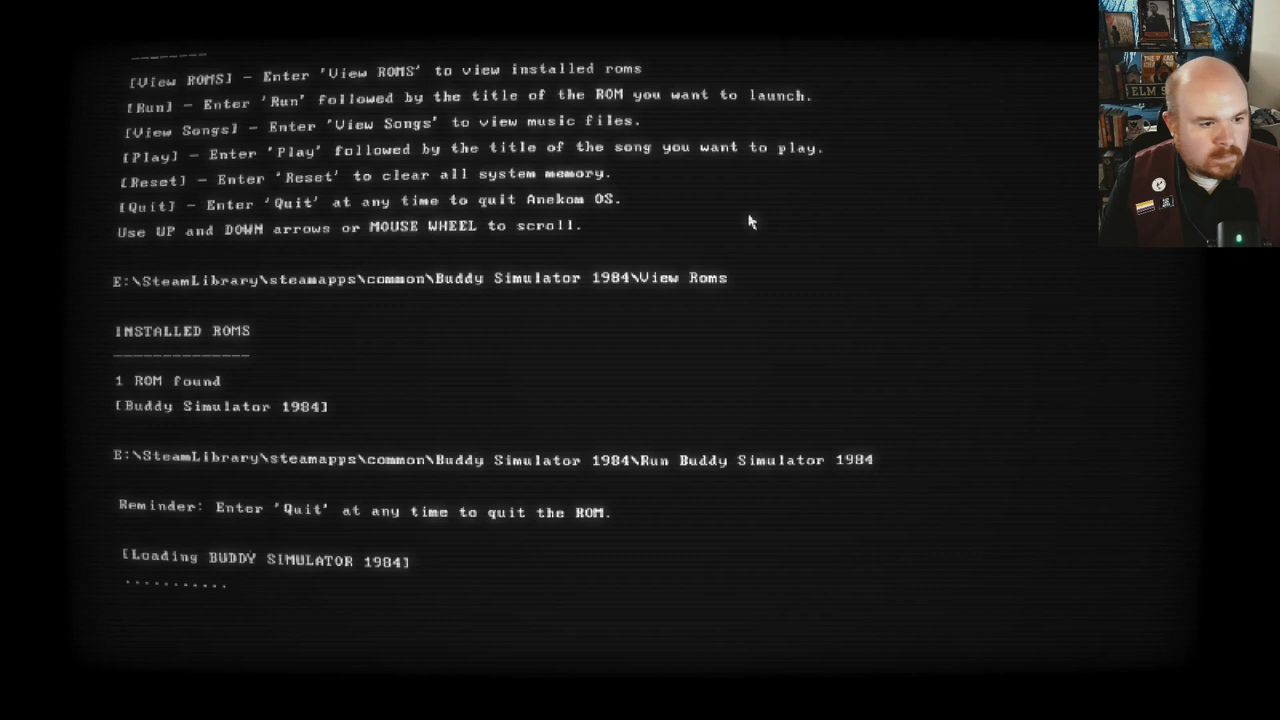 [View ROMS] - Enter 'View ROMS' to view installed roms
[Run] - Enter 'Run' followed by the title of the ROM you want to launch.
[View Songs] - Enter 'View Songs' to view music files.
[Play] - Enter 'Play' followed by the title of the song you want to play.
[Reset] - Enter 'Reset' to clear all system memory.
[Quit] - Enter 'Quit' at any time to quit Anekom OS.
Use UP and DOWN arrows or MOUSE WHEEL to scroll.
E:\SteamLibrary\steamapps\common\Buddy Simulator 1984\View Roms
INSTALLED ROMS
1 ROM found
[Buddy Simulator 1984]
E:\SteamLibrary\steamapps\common\Buddy Simulator 1984\Run Buddy Simulator 1984
Reminder: Enter 'Quit' at any time to quit the ROM.
[Loading BUDDY SIMULATOR 1984]
...........
ELM